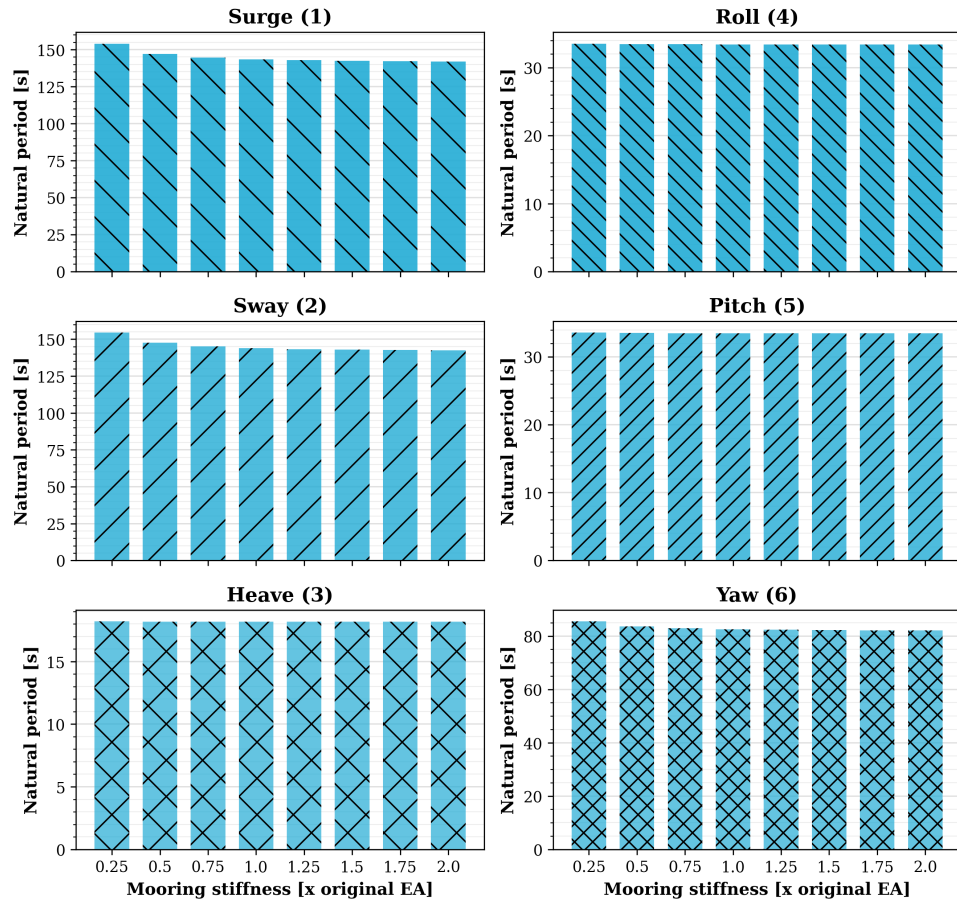 Surge (1)
Natural period [s]
150
125
100
75
50
25
0
Roll (4)
Natural period [s]
30
20
10
0
Sway (2)
Natural period [s]
150
125
100
75
50
25
0
Pitch (5)
Natural period [s]
30
20
10
0
Heave (3)
Natural period [s]
15
10
5
0
0.25 0.5 0.75 1.0 1.25 1.5 1.75 2.0
Mooring stiffness [x original EA]
Yaw (6)
Natural period [s]
80
60
40
20
0
0.25 0.5 0.75 1.0 1.25 1.5 1.75 2.0
Mooring stiffness [x original EA]